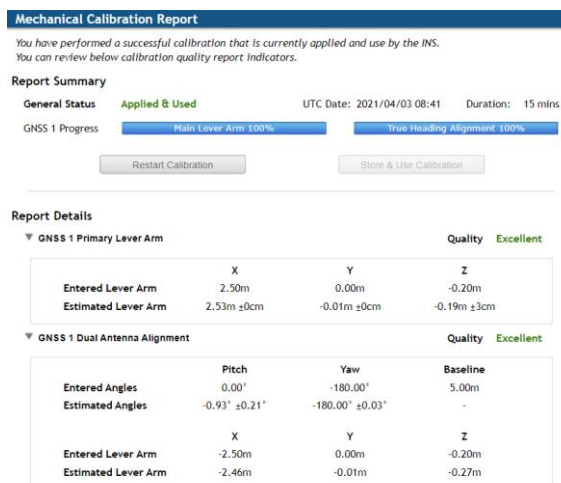 Mechanical Calibration Report
You have performed a successful calibration that is currently applied and use by the INS.
You can review below calibration quality report indicators.
Report Summary
General Status Applied & Used UTC Date: 2021/04/03 08:41 Duration: 15 mins
GNSS 1 Progress Main Lever Arm 100% True Heading Alignment 100%
Restart Calibration Store & Use Calibration
Report Details
GNSS 1 Primary Lever Arm Quality Excellent
X Y Z
Entered Lever Arm 2.50m 0.00m -0.20m
Estimated Lever Arm 2.53m ±0cm -0.01m ±0cm -0.19m ±3cm
GNSS 1 Dual Antenna Alignment Quality Excellent
Pitch Yaw Baseline
Entered Angles 0.00° -180.00° 5.00m
Estimated Angles -0.93° ±0.21° -180.00° ±0.03° -
X Y Z
Entered Lever Arm -2.50m 0.00m -0.20m
Estimated Lever Arm -2.46m -0.01m -0.27m